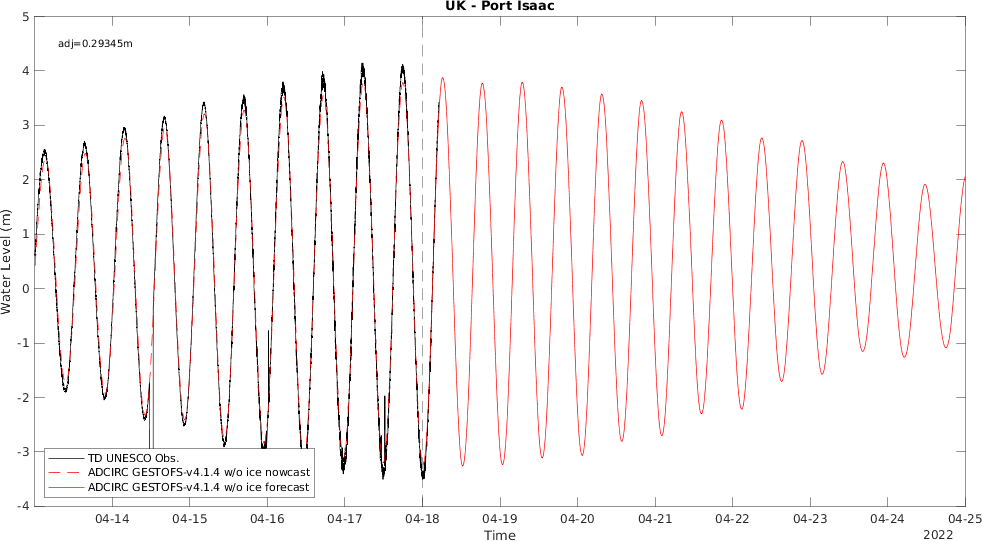 UK - Port Isaac
adj=0.29345m
5
4
3
2
1
0
-1
-2
-3
-4
Water Level (m)
TD UNESCO Obs.
ADCIRC GESTOFS-v4.1.4 w/o ice nowcast
ADCIRC GESTOFS-v4.1.4 w/o ice forecast
04-14 04-15 04-16 04-17 04-18 04-19 04-20 04-21 04-22 04-23 04-24 04-25
Time
2022